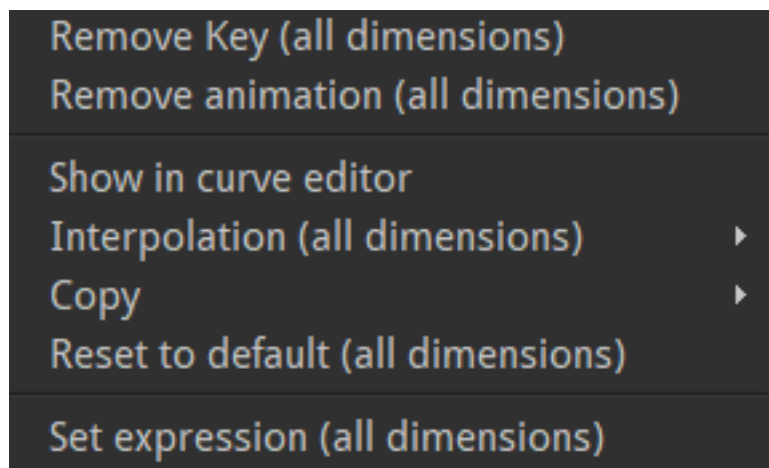 Remove Key (all dimensions)
Remove animation (all dimensions)
Show in curve editor
Interpolation (all dimensions)
Copy
Reset to default (all dimensions)
Set expression (all dimensions)